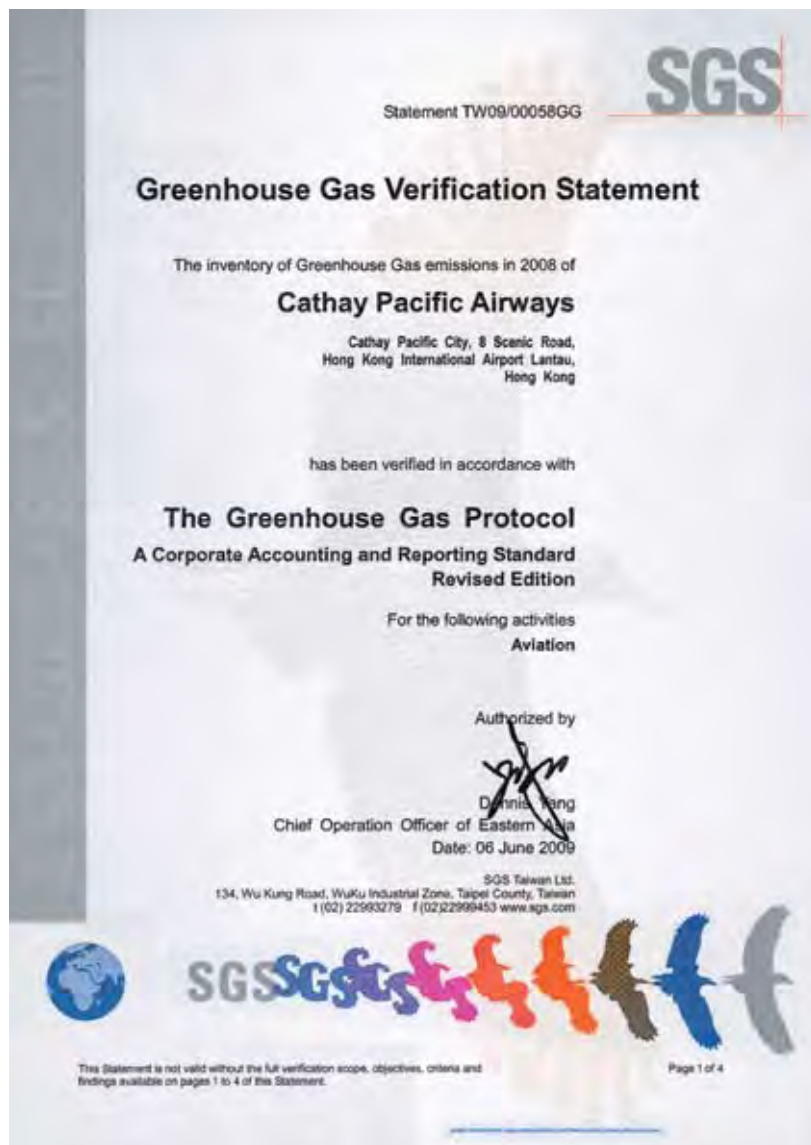 SGS
Statement TW09/00058GG
Greenhouse Gas Verification Statement
The inventory of Greenhouse Gas emissions in 2008 of
Cathay Pacific Airways
Cathay Pacific City, 8 Scenic Road,
Hong Kong International Airport Lantau,
Hong Kong
has been verified in accordance with
The Greenhouse Gas Protocol
A Corporate Accounting and Reporting Standard
Revised Edition
For the following activities
Aviation
Authorized by
Dennis Yang
Chief Operation Officer of Eastern Asia
Date: 06 June 2009
SGS Taiwan Ltd.
134, Wu Kung Road, WuKu Industrial Zone, Taipei County, Taiwan
t (02) 22993279 f (02)22999453 www.sgs.com
SGS SGS SGS
This Statement is not valid without the full verification scope, objectives, criteria and
findings available on pages 1 to 4 of this Statement.
Page 1 of 4